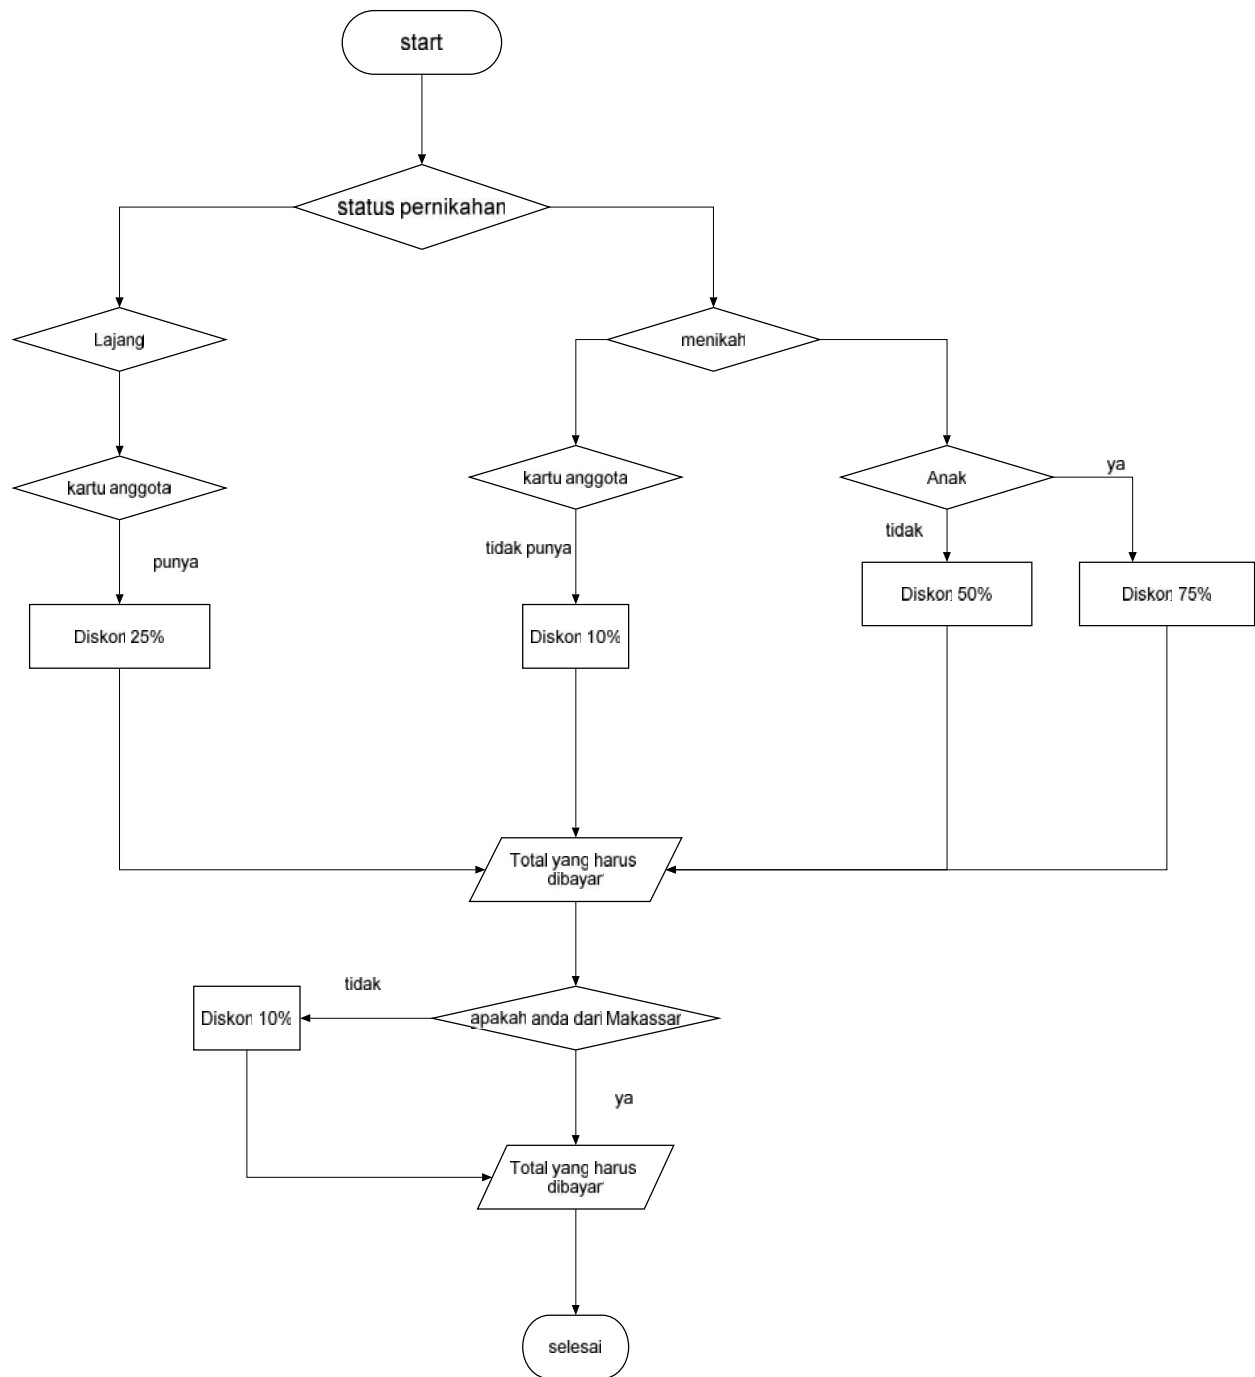 start
status pernikahan
Lajang
menikah
kartu anggota
kartu anggota
Anak
ya
tidak
tidak punya
punya
Diskon 50%
Diskon 75%
Diskon 25%
Diskon 10%
Total yang harus
dibayar
tidak
Diskon 10%
apakah anda dari Makassar
ya
Total yang harus
dibayar
selesai